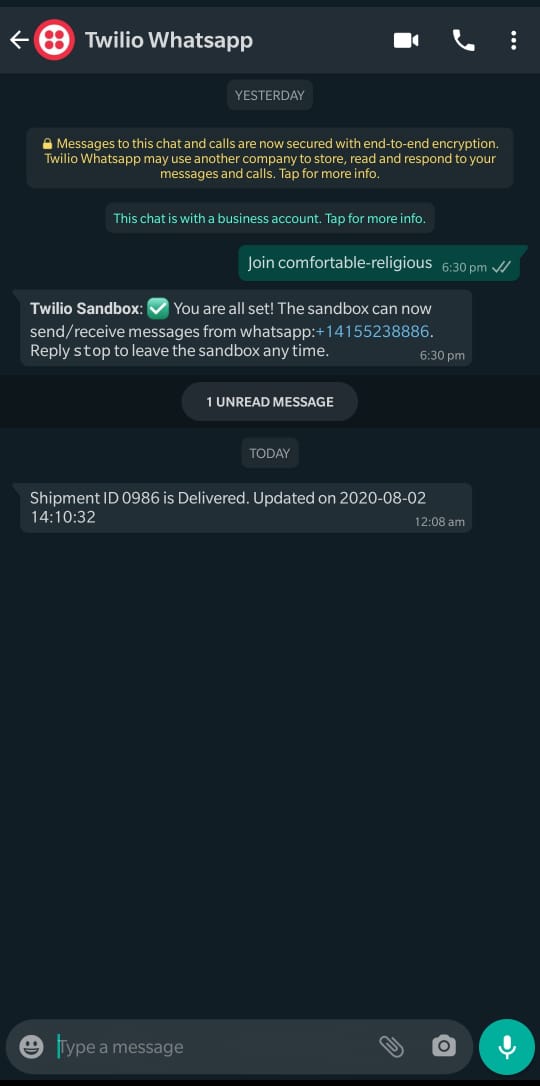 Twilio Whatsapp
YESTERDAY
Messages to this chat and calls are now secured with end-to-end encryption.
Twilio Whatsapp may use another company to store, read and respond to your
messages and calls. Tap for more info.
This chat is with a business account. Tap for more info.
Join comfortable-religious 6:30 pm
Twilio Sandbox: ✅ You are all set! The sandbox can now
send/receive messages from whatsapp:+14155238886.
Reply stop to leave the sandbox any time. 6:30 pm
1 UNREAD MESSAGE
TODAY
Shipment ID 0986 is Delivered. Updated on 2020-08-02
14:10:32 12:08 am
Type a message